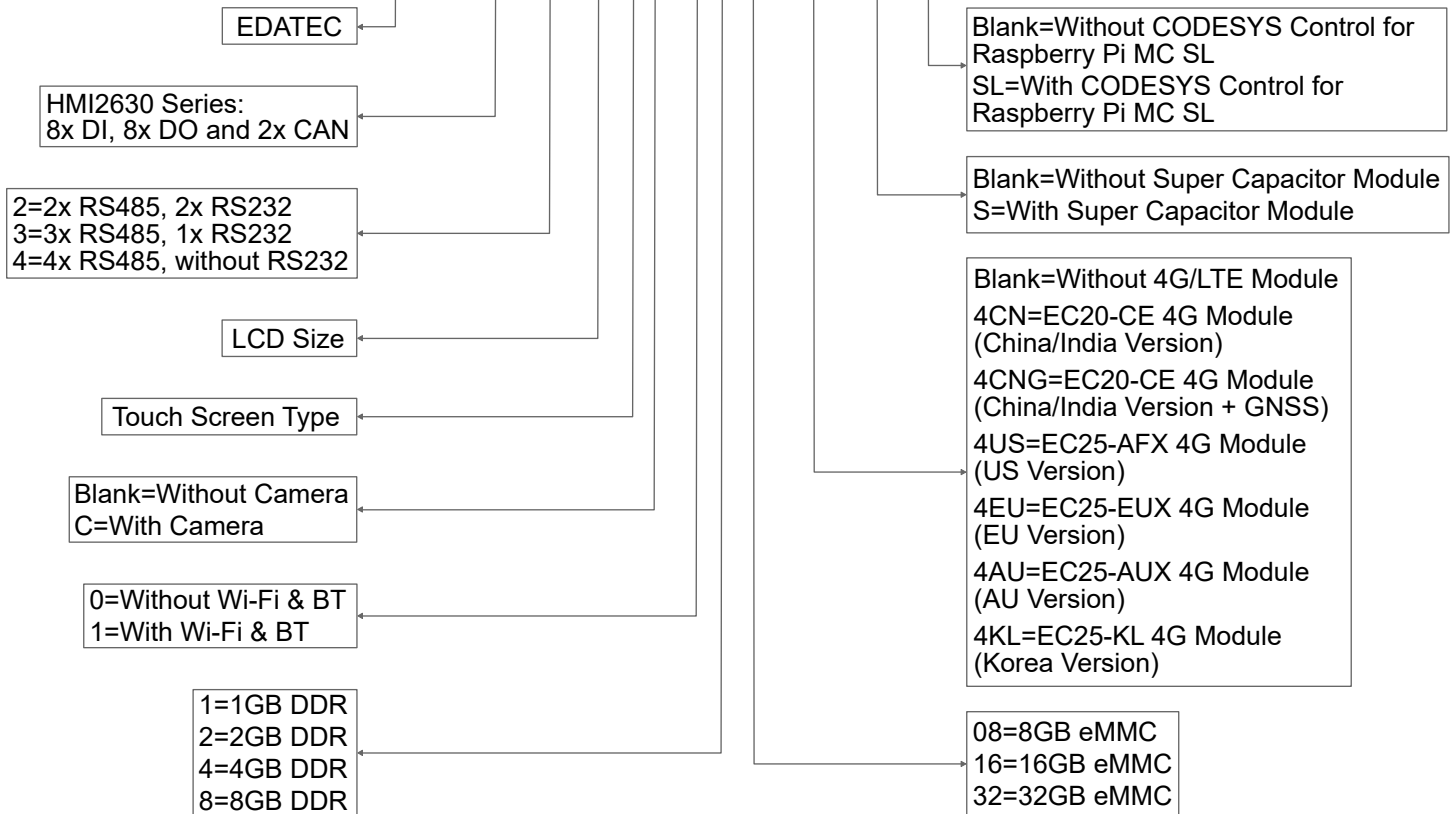 EDATEC
HMI2630 Series:
8x DI, 8x DO and 2x CAN
2=2x RS485, 2x RS232
3=3x RS485, 1x RS232
4=4x RS485, without RS232
LCD Size
Touch Screen Type
Blank=Without Camera
C=With Camera
0=Without Wi-Fi & BT
1=With Wi-Fi & BT
1=1GB DDR
2=2GB DDR
4=4GB DDR
8=8GB DDR
Blank=Without CODESYS Control for
Raspberry Pi MC SL
SL=With CODESYS Control for
Raspberry Pi MC SL
Blank=Without Super Capacitor Module
S=With Super Capacitor Module
Blank=Without 4G/LTE Module
4CN=EC20-CE 4G Module
(China/India Version)
4CNG=EC20-CE 4G Module
(China/India Version + GNSS)
4US=EC25-AFX 4G Module
(US Version)
4EU=EC25-EUX 4G Module
(EU Version)
4AU=EC25-AUX 4G Module
(AU Version)
4KL=EC25-KL 4G Module
(Korea Version)
08=8GB eMMC
16=16GB eMMC
32=32GB eMMC